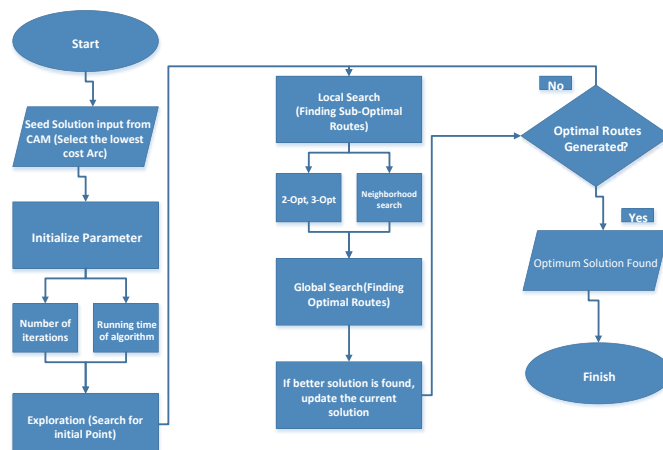 Start
Seed Solution input from
CAM (Select the lowest
cost Arc)
Initialize Parameter
Number of
iterations
Running time
of algorithm
Exploration (Search for
initial Point)
Local Search
(Finding Sub-Optimal
Routes)
2-Opt, 3-Opt
Neighborhood
search
Global Search(Finding
Optimal Routes)
If better solution is found,
update the current
solution
No
Optimal Routes
Generated?
Yes
Optimum Solution Found
Finish